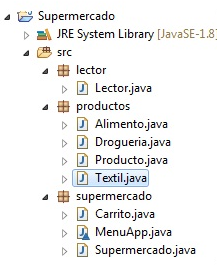 Supermercado
JRE System Library [JavaSE-1.8]
src
lector
Lector.java
productos
Alimento.java
Drogueria.java
Producto.java
Textil.java
supermercado
Carrito.java
MenuApp.java
Supermercado.java